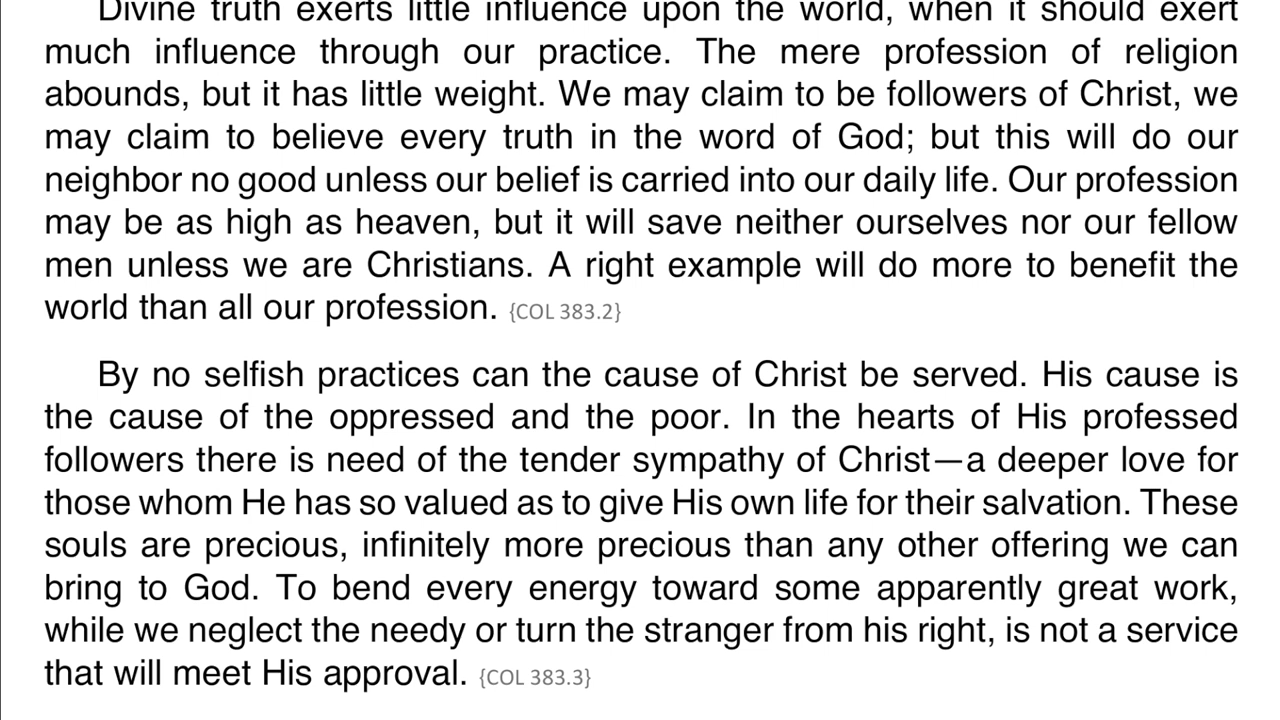 Divine truth exerts little influence upon the world, when it should exert
much influence through our practice. The mere profession of religion
abounds, but it has little weight. We may claim to be followers of Christ, we
may claim to believe every truth in the word of God; but this will do our
neighbor no good unless our belief is carried into our daily life. Our profession
may be as high as heaven, but it will save neither ourselves nor our fellow
men unless we are Christians. A right example will do more to benefit the
world than all our profession. {COL 383.2}
By no selfish practices can the cause of Christ be served. His cause is
the cause of the oppressed and the poor. In the hearts of His professed
followers there is need of the tender sympathy of Christ—a deeper love for
those whom He has so valued as to give His own life for their salvation. These
souls are precious, infinitely more precious than any other offering we can
bring to God. To bend every energy toward some apparently great work,
while we neglect the needy or turn the stranger from his right, is not a service
that will meet His approval. {COL 383.3}